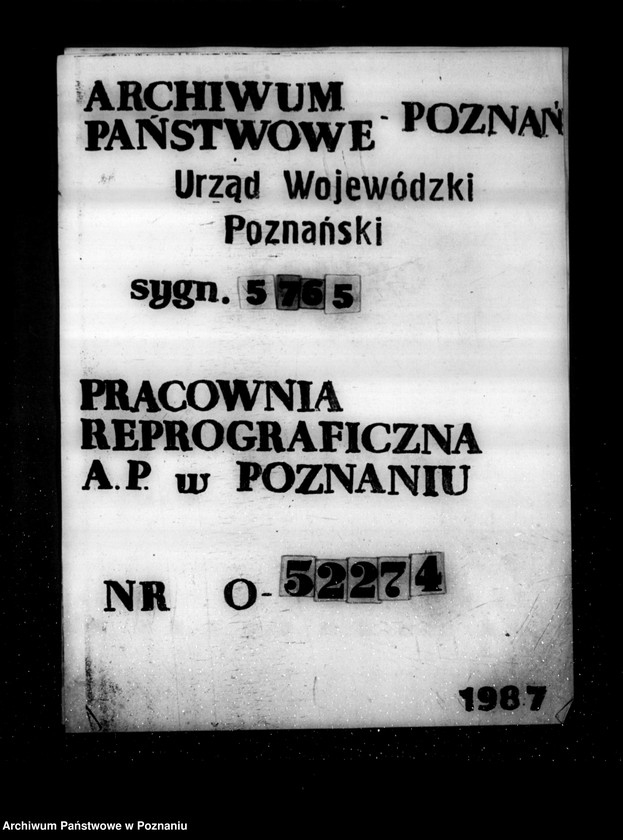 ARCHIWUM
PAŃSTWOWE - POZNAŃ
Urząd Wojewódzki
Poznański
sygn. 5765
PRACOWNIA
REPROGRAFICZNA
A.P. w POZNANIU
NR O-52274
1987
Archiwum Państwowe w Poznaniu